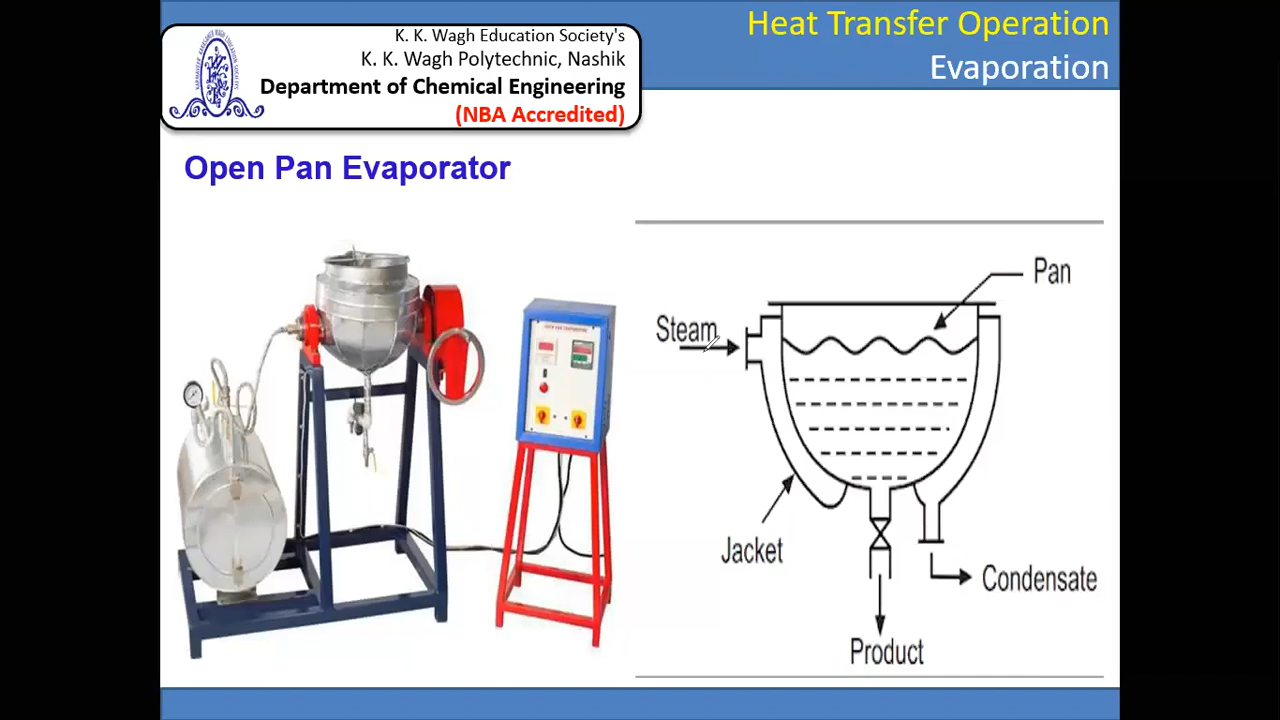 K. K. Wagh Education Society's
K. K. Wagh Polytechnic, Nashik
Department of Chemical Engineering
(NBA Accredited)
Heat Transfer Operation
Evaporation
Open Pan Evaporator
Pan
Steam
Jacket
Condensate
Product